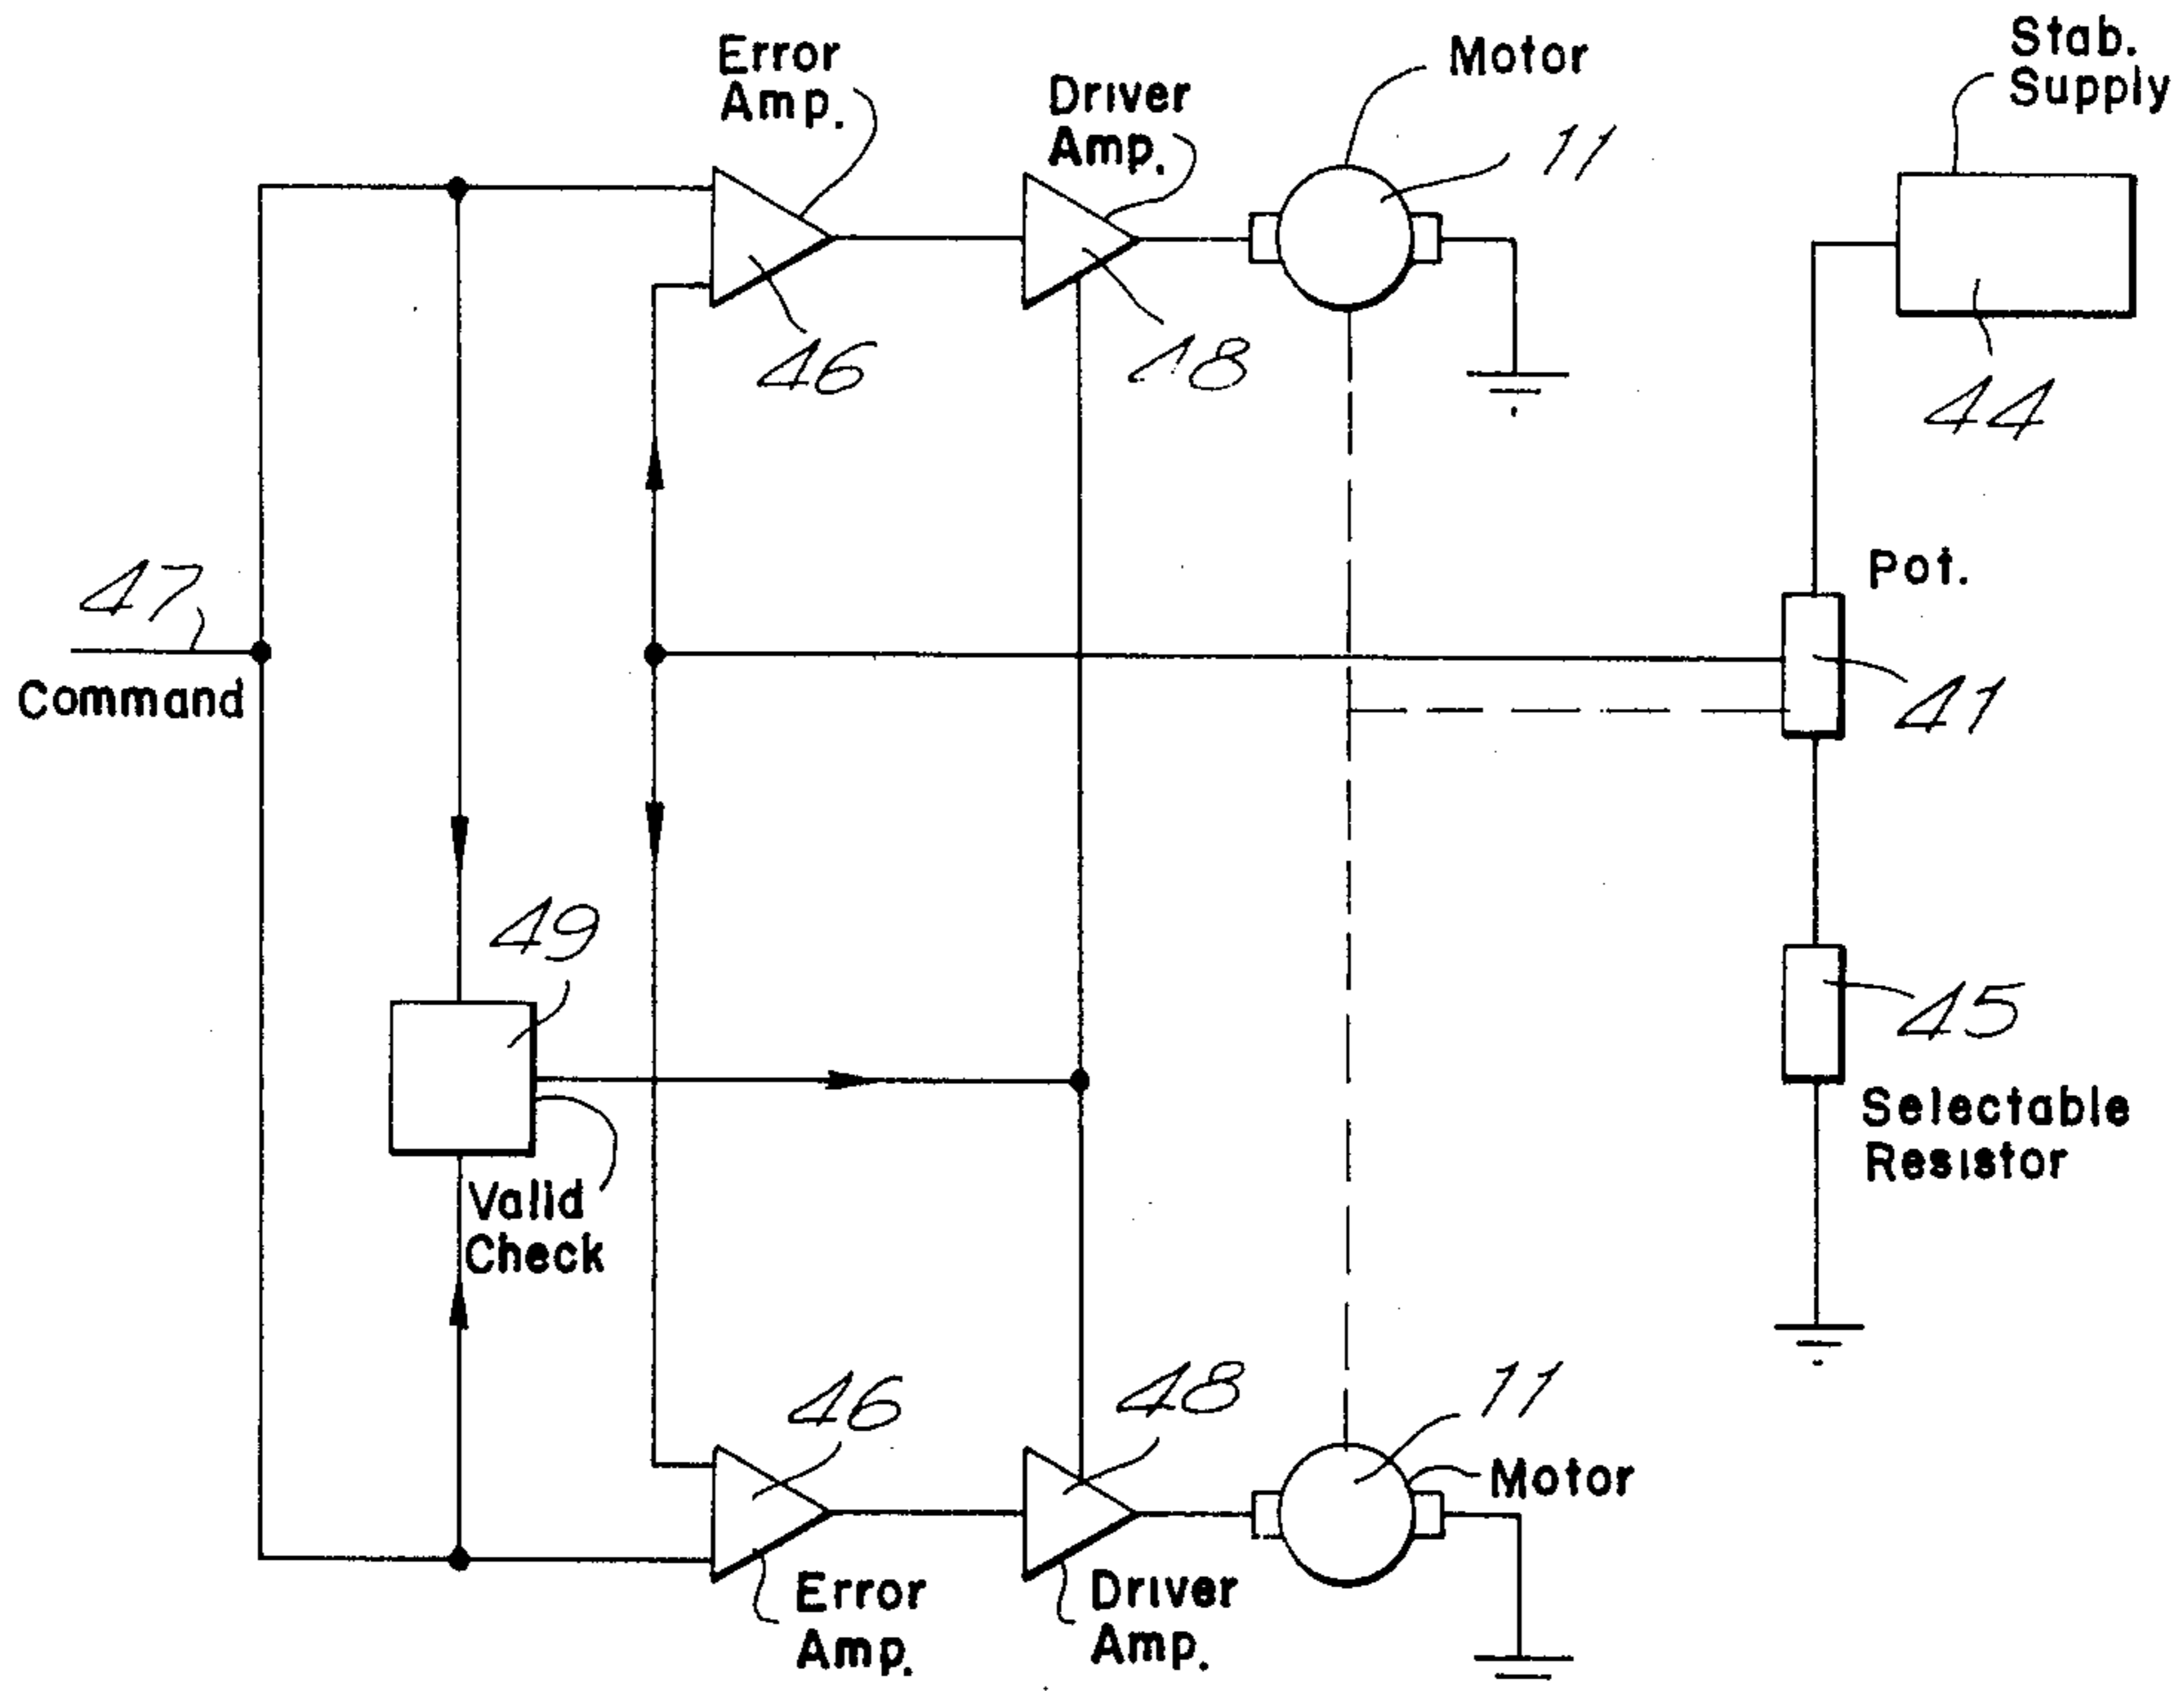 Error
Amp.
Driver
Amp.
Motor
11
Stab.
Supply
46
48
44
47
Command
Pot.
41
49
45
Selectable
Resistor
Valid
Check
46
48
11
Motor
Error
Amp.
Driver
Amp.